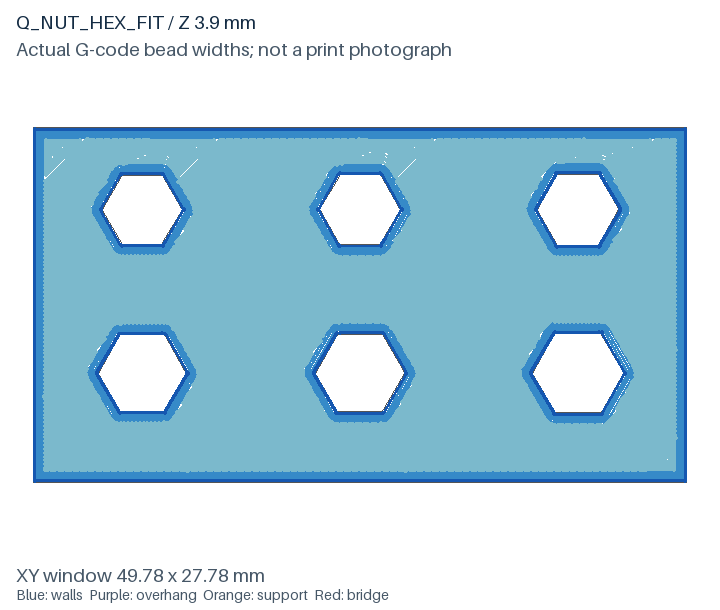 Q_NUT_HEX_FIT / Z 3.9 mm
Actual G-code bead widths; not a print photograph
XY window 49.78 x 27.78 mm
Blue: walls  Purple: overhang  Orange: support  Red: bridge